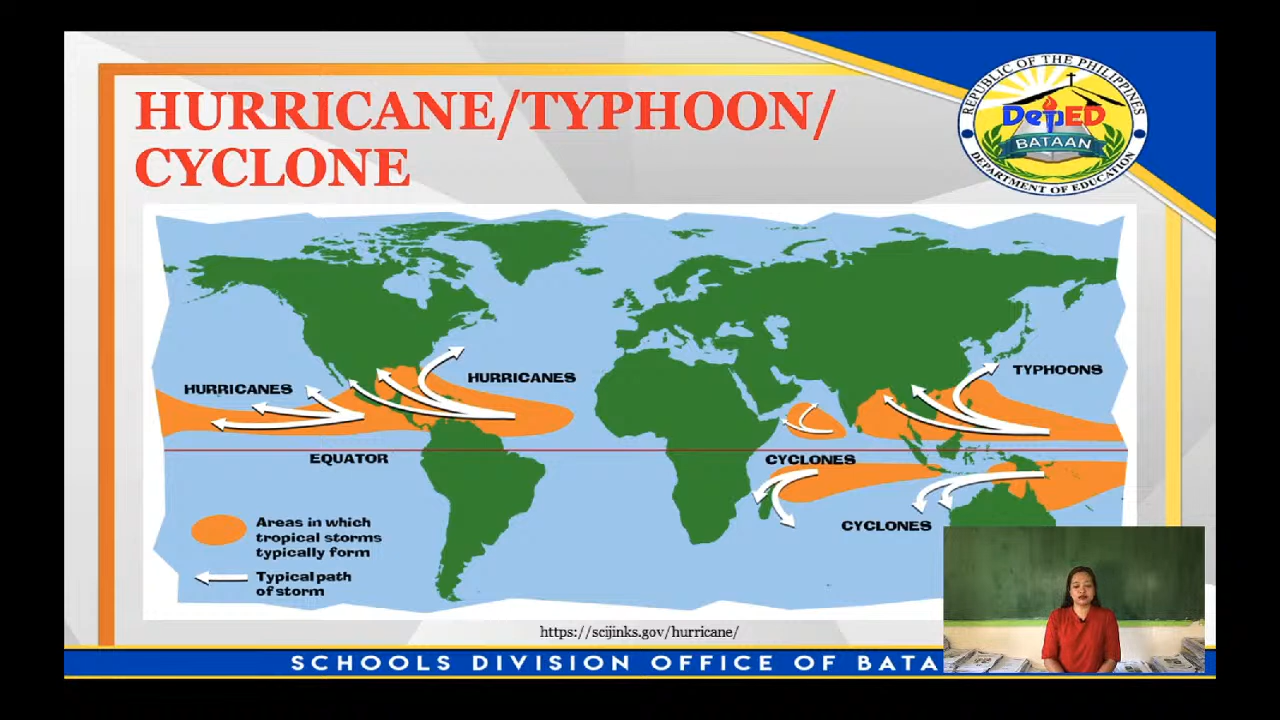 HURRICANE/TYPHOON/
CYCLONE
REPUBLIC OF THE PHILIPPINES
DepED
BATAAN
DEPARTMENT OF EDUCATION
HURRICANES
HURRICANES
TYPHOONS
EQUATOR
CYCLONES
CYCLONES
Areas in which
tropical storms
typically form
Typical path
of storm
https://scijinks.gov/hurricane/
SCHOOLS DIVISION OFFICE OF BATA